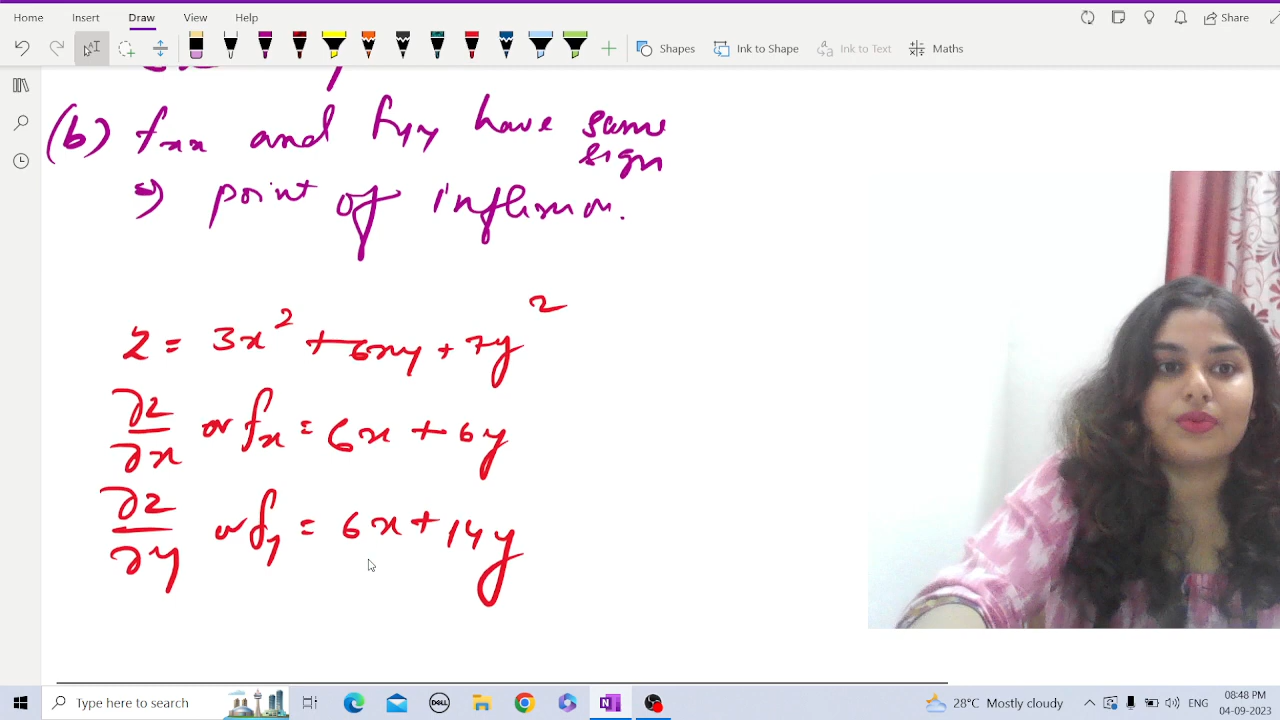 Home Insert Draw View Help Share
Shapes Ink to Shape Ink to Text Maths
(b) fxx and fyy have same sign
⇒ point of inflexion.
z = 3x² + 6xy + 7y²
∂z/∂x or fx = 6x + 6y
∂z/∂y or fy = 6x + 14y
Type here to search DELL N 28°C Mostly cloudy ENG 8:48 PM
04-09-2023